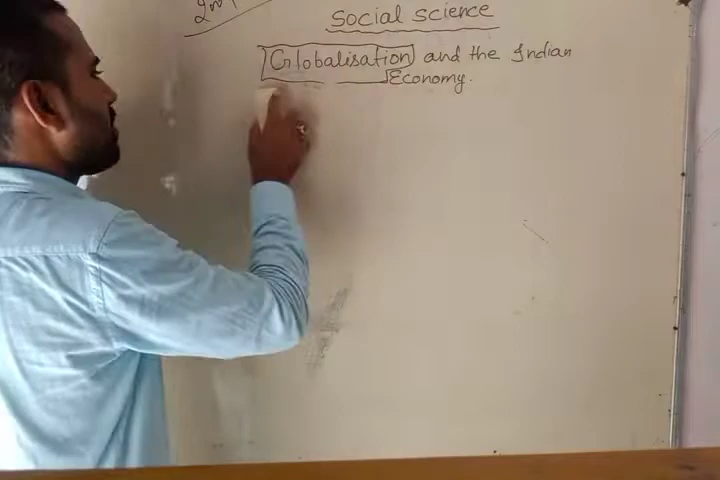 Social science
Globalisation and the Indian
Economy.